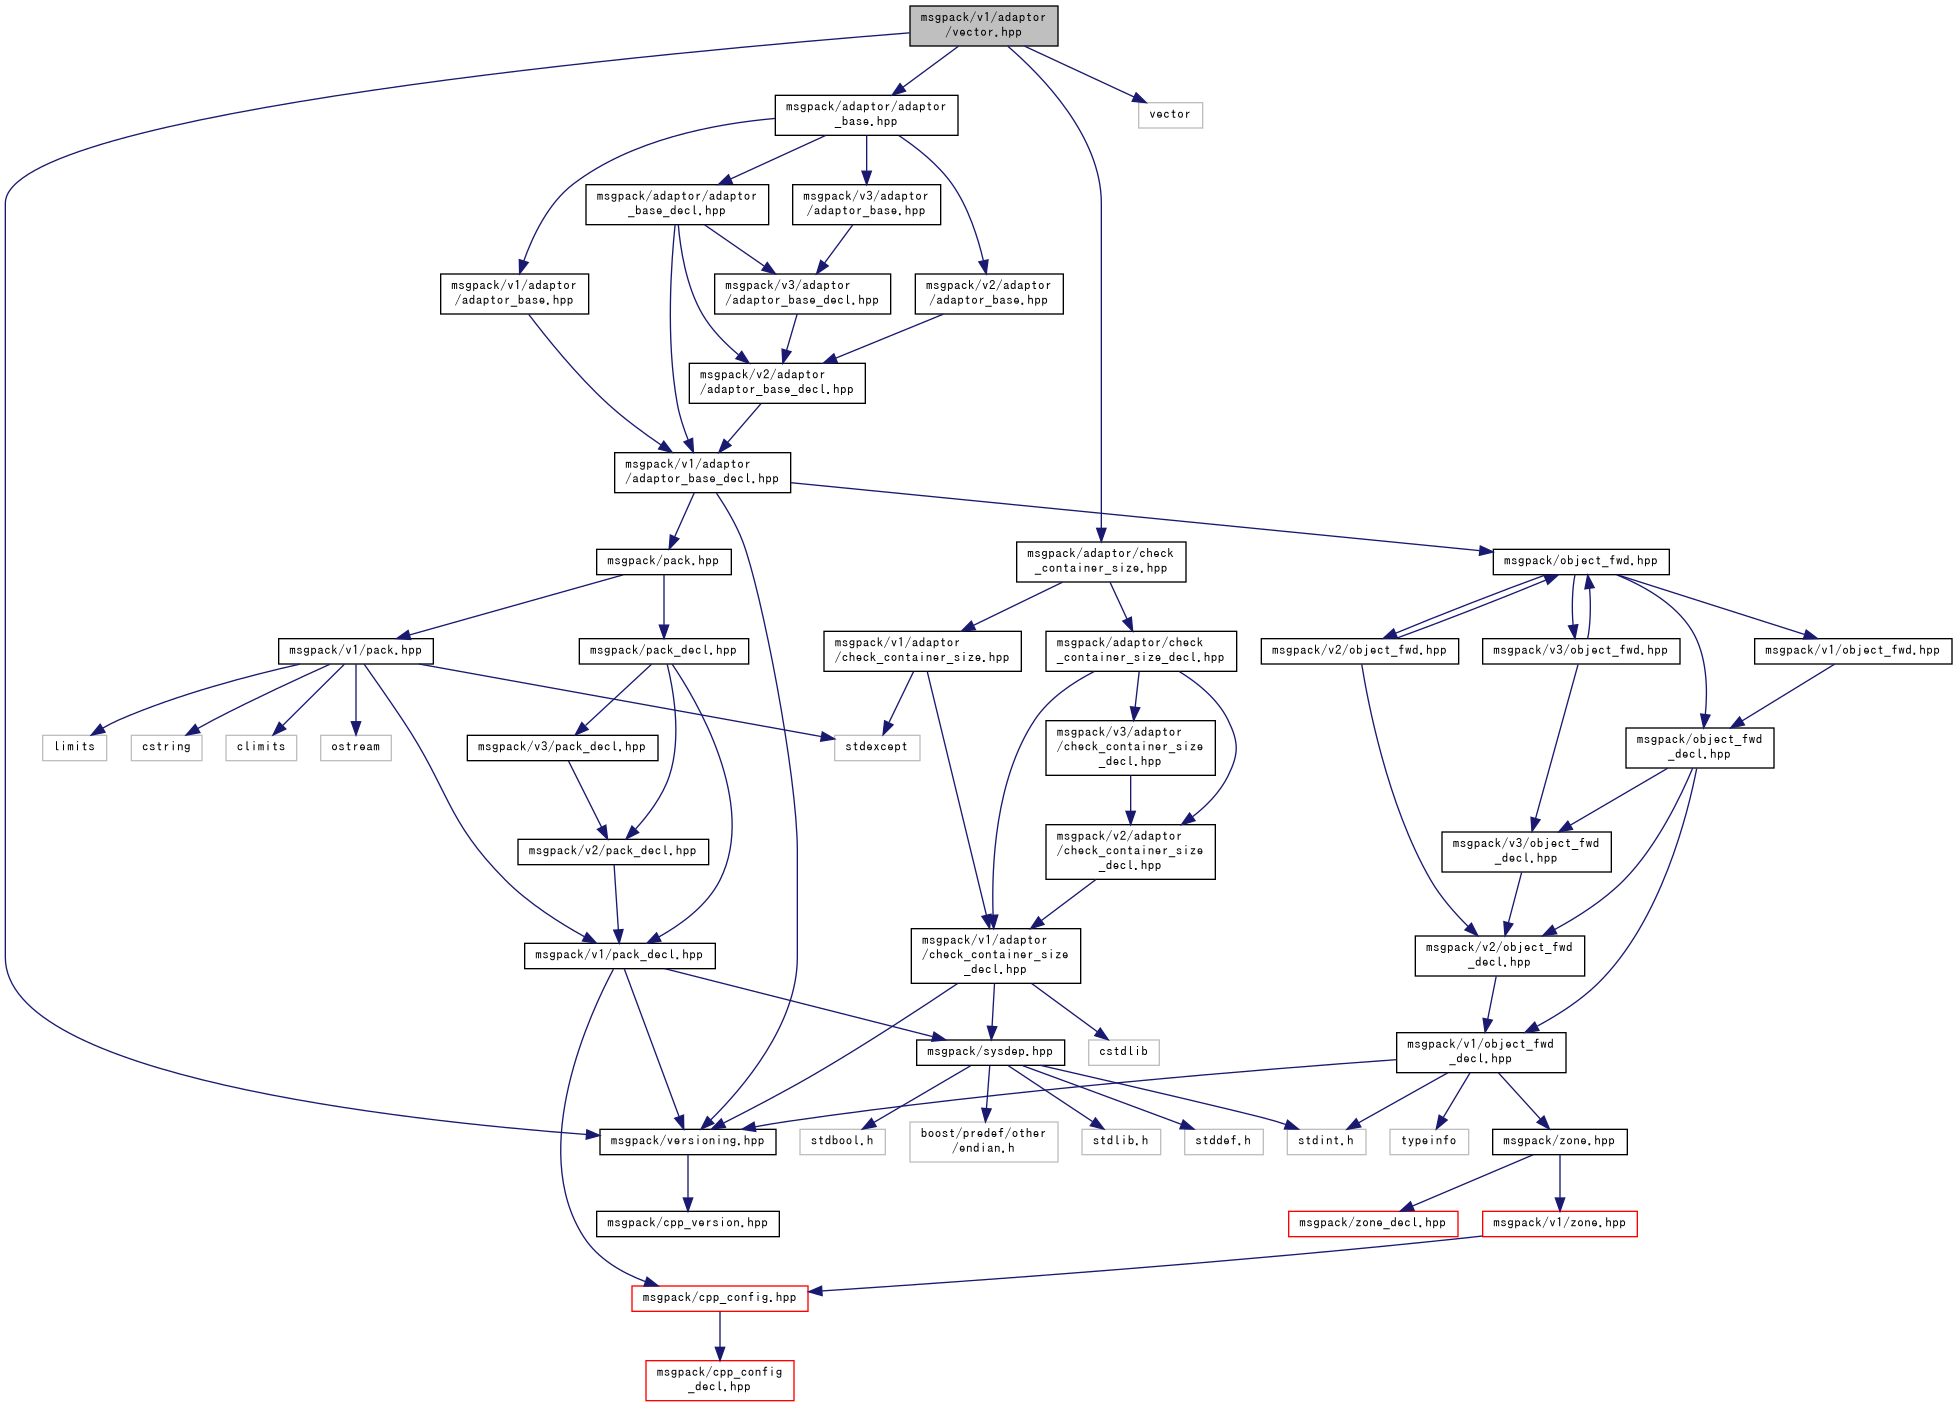 msgpack/v1/adaptor
/vector.hpp
msgpack/adaptor/adaptor
_base.hpp
vector
msgpack/adaptor/adaptor
_base_decl.hpp
msgpack/v3/adaptor
/adaptor_base.hpp
msgpack/v1/adaptor
/adaptor_base.hpp
msgpack/v3/adaptor
/adaptor_base_decl.hpp
msgpack/v2/adaptor
/adaptor_base.hpp
msgpack/v2/adaptor
/adaptor_base_decl.hpp
msgpack/v1/adaptor
/adaptor_base_decl.hpp
msgpack/pack.hpp
msgpack/adaptor/check
_container_size.hpp
msgpack/object_fwd.hpp
msgpack/v1/pack.hpp
msgpack/pack_decl.hpp
msgpack/v1/adaptor
/check_container_size.hpp
msgpack/adaptor/check
_container_size_decl.hpp
msgpack/v2/object_fwd.hpp
msgpack/v3/object_fwd.hpp
msgpack/v1/object_fwd.hpp
limits
cstring
climits
ostream
msgpack/v3/pack_decl.hpp
stdexcept
msgpack/v3/adaptor
/check_container_size
_decl.hpp
msgpack/object_fwd
_decl.hpp
msgpack/v2/pack_decl.hpp
msgpack/v2/adaptor
/check_container_size
_decl.hpp
msgpack/v3/object_fwd
_decl.hpp
msgpack/v1/pack_decl.hpp
msgpack/v1/adaptor
/check_container_size
_decl.hpp
msgpack/v2/object_fwd
_decl.hpp
msgpack/sysdep.hpp
cstdlib
msgpack/v1/object_fwd
_decl.hpp
msgpack/versioning.hpp
stdbool.h
boost/predef/other
/endian.h
stdlib.h
stddef.h
stdint.h
typeinfo
msgpack/zone.hpp
msgpack/cpp_version.hpp
msgpack/zone_decl.hpp
msgpack/v1/zone.hpp
msgpack/cpp_config.hpp
msgpack/cpp_config
_decl.hpp